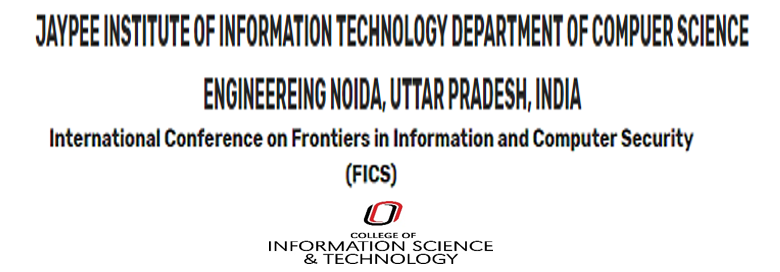 JAYPEE INSTITUTE OF INFORMATION TECHNOLOGY DEPARTMENT OF COMPUER SCIENCE
ENGINEEREING NOIDA, UTTAR PRADESH, INDIA
International Conference on Frontiers in Information and Computer Security
(FICS)
COLLEGE OF
INFORMATION SCIENCE
& TECHNOLOGY